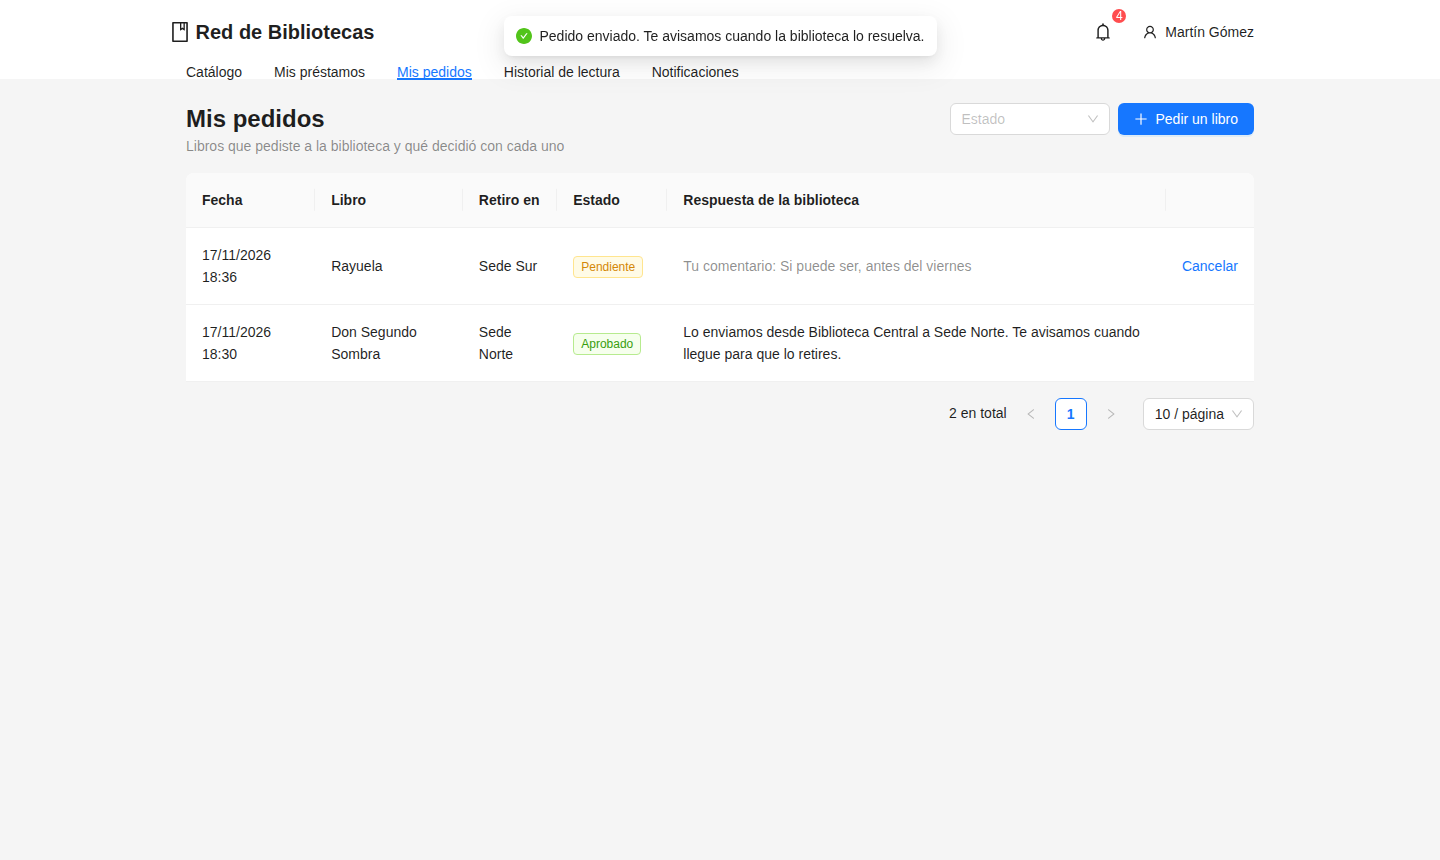 Red de Bibliotecas
Pedido enviado. Te avisamos cuando la biblioteca lo resuelva.
4
Martín Gómez
Catálogo
Mis préstamos
Mis pedidos
Historial de lectura
Notificaciones
Mis pedidos
Libros que pediste a la biblioteca y qué decidió con cada uno
Estado
Pedir un libro
Fecha
Libro
Retiro en
Estado
Respuesta de la biblioteca
17/11/2026
18:36
Rayuela
Sede Sur
Pendiente
Tu comentario: Si puede ser, antes del viernes
Cancelar
17/11/2026
18:30
Don Segundo
Sombra
Sede
Norte
Aprobado
Lo enviamos desde Biblioteca Central a Sede Norte. Te avisamos cuando
llegue para que lo retires.
2 en total
1
10 / página